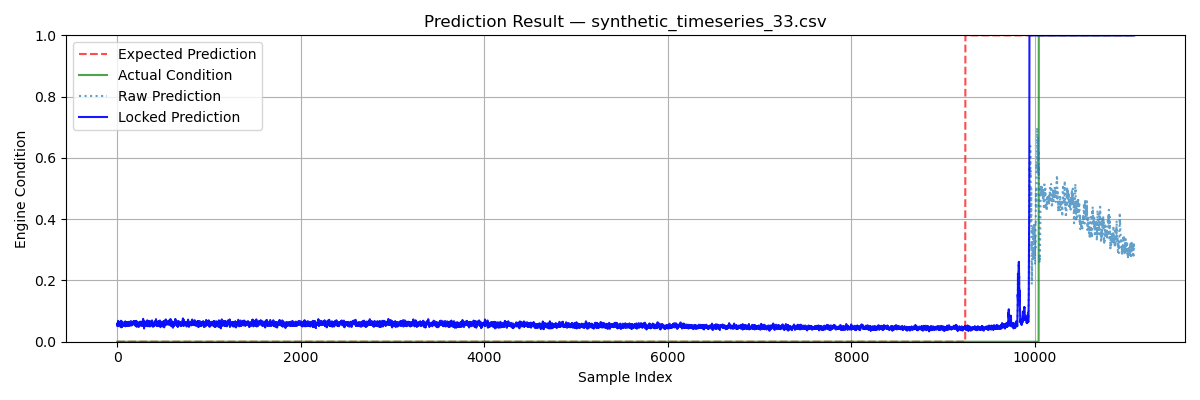 Prediction Result — synthetic_timeseries_33.csv
Expected Prediction
Actual Condition
Raw Prediction
Locked Prediction
Engine Condition
1.0
0.8
0.6
0.4
0.2
0.0
0 2000 4000 6000 8000 10000
Sample Index